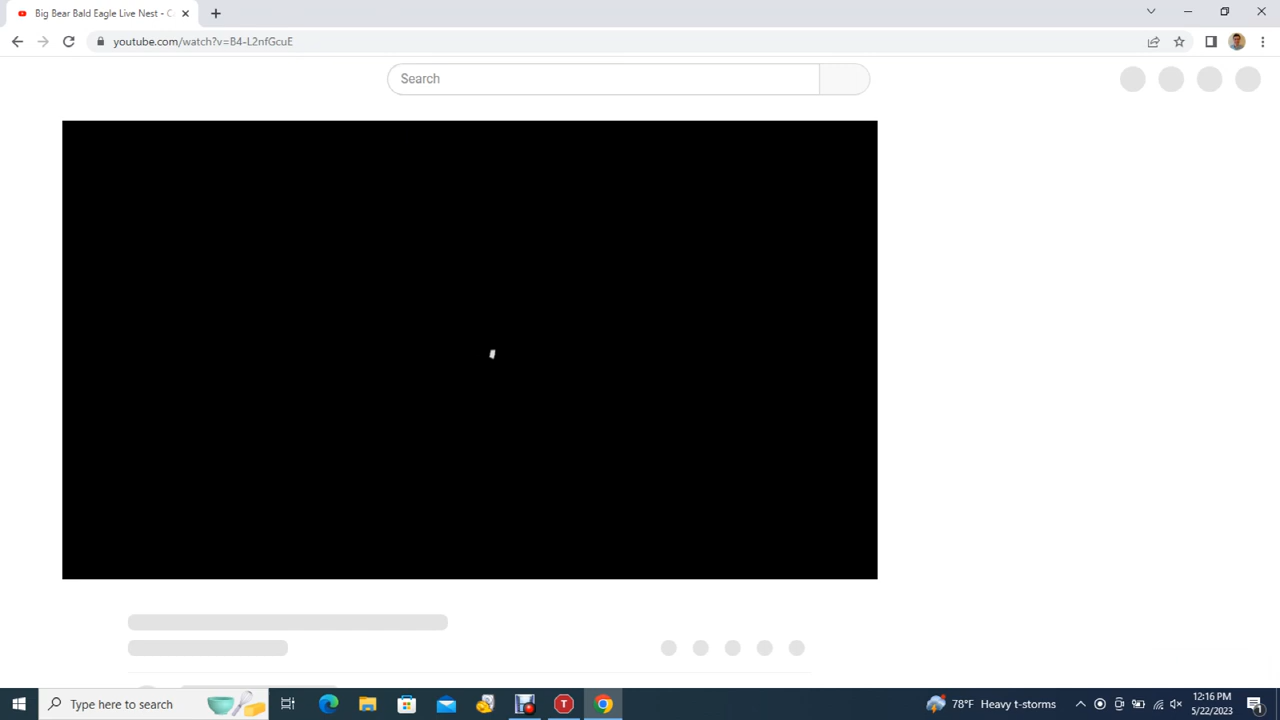 Big Bear Bald Eagle Live Nest - C
youtube.com/watch?v=B4-L2nfGcuE
Search
Type here to search
T
78°F Heavy t-storms
12:16 PM
5/22/2023
1